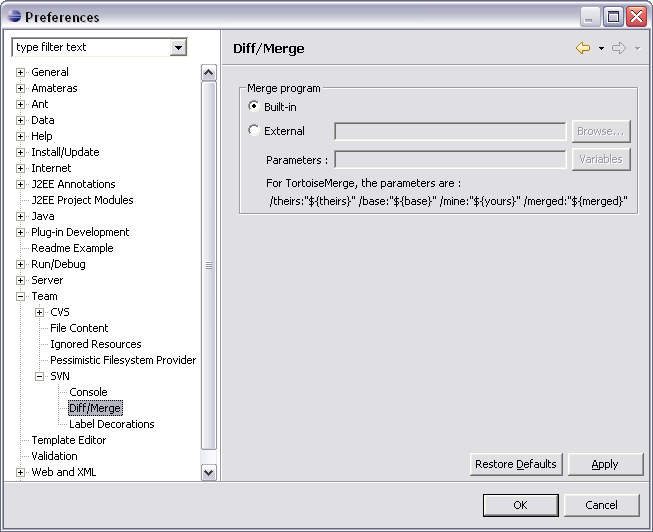 Preferences
type filter text
General
Amateras
Ant
Data
Help
Install/Update
Internet
J2EE Annotations
J2EE Project Modules
Java
Plug-in Development
Readme Example
Run/Debug
Server
Team
CVS
File Content
Ignored Resources
Pessimistic Filesystem Provider
SVN
Console
Diff/Merge
Label Decorations
Template Editor
Validation
Web and XML
Diff/Merge
Merge program
Built-in
External
Browse...
Parameters :
Variables
For TortoiseMerge, the parameters are :
/theirs:"${theirs}" /base:"${base}" /mine:"${yours}" /merged:"${merged}"
Restore Defaults
Apply
OK
Cancel